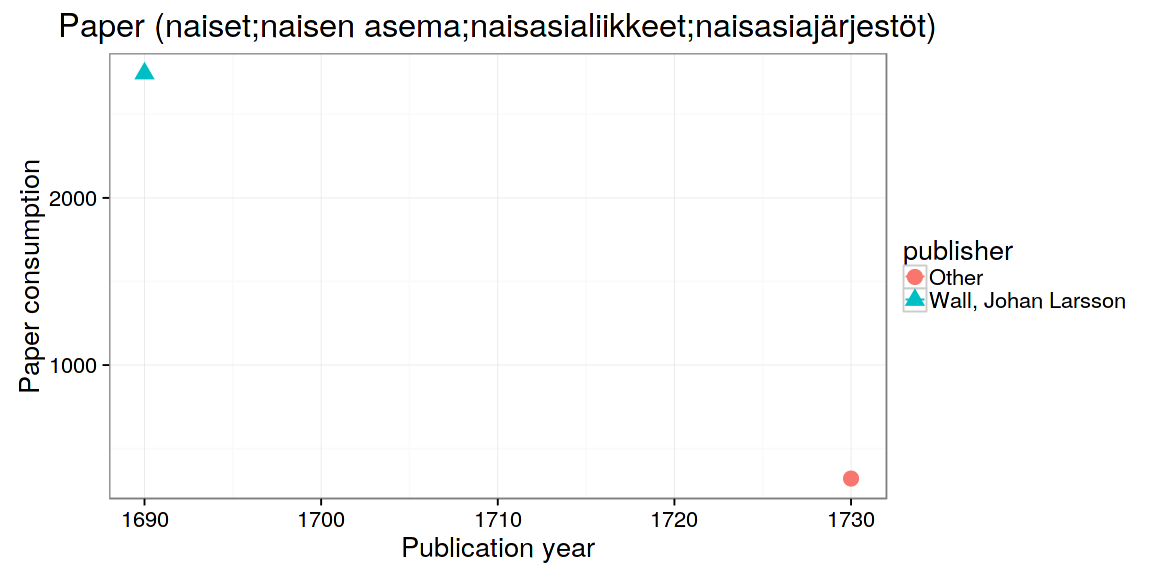 Paper (naiset;naisen asema;naisasialiikkeet;naisasiajärjestöt)
Paper consumption
2000
1000
1690
1700
1710
1720
1730
Publication year
publisher
Other
Wall, Johan Larsson